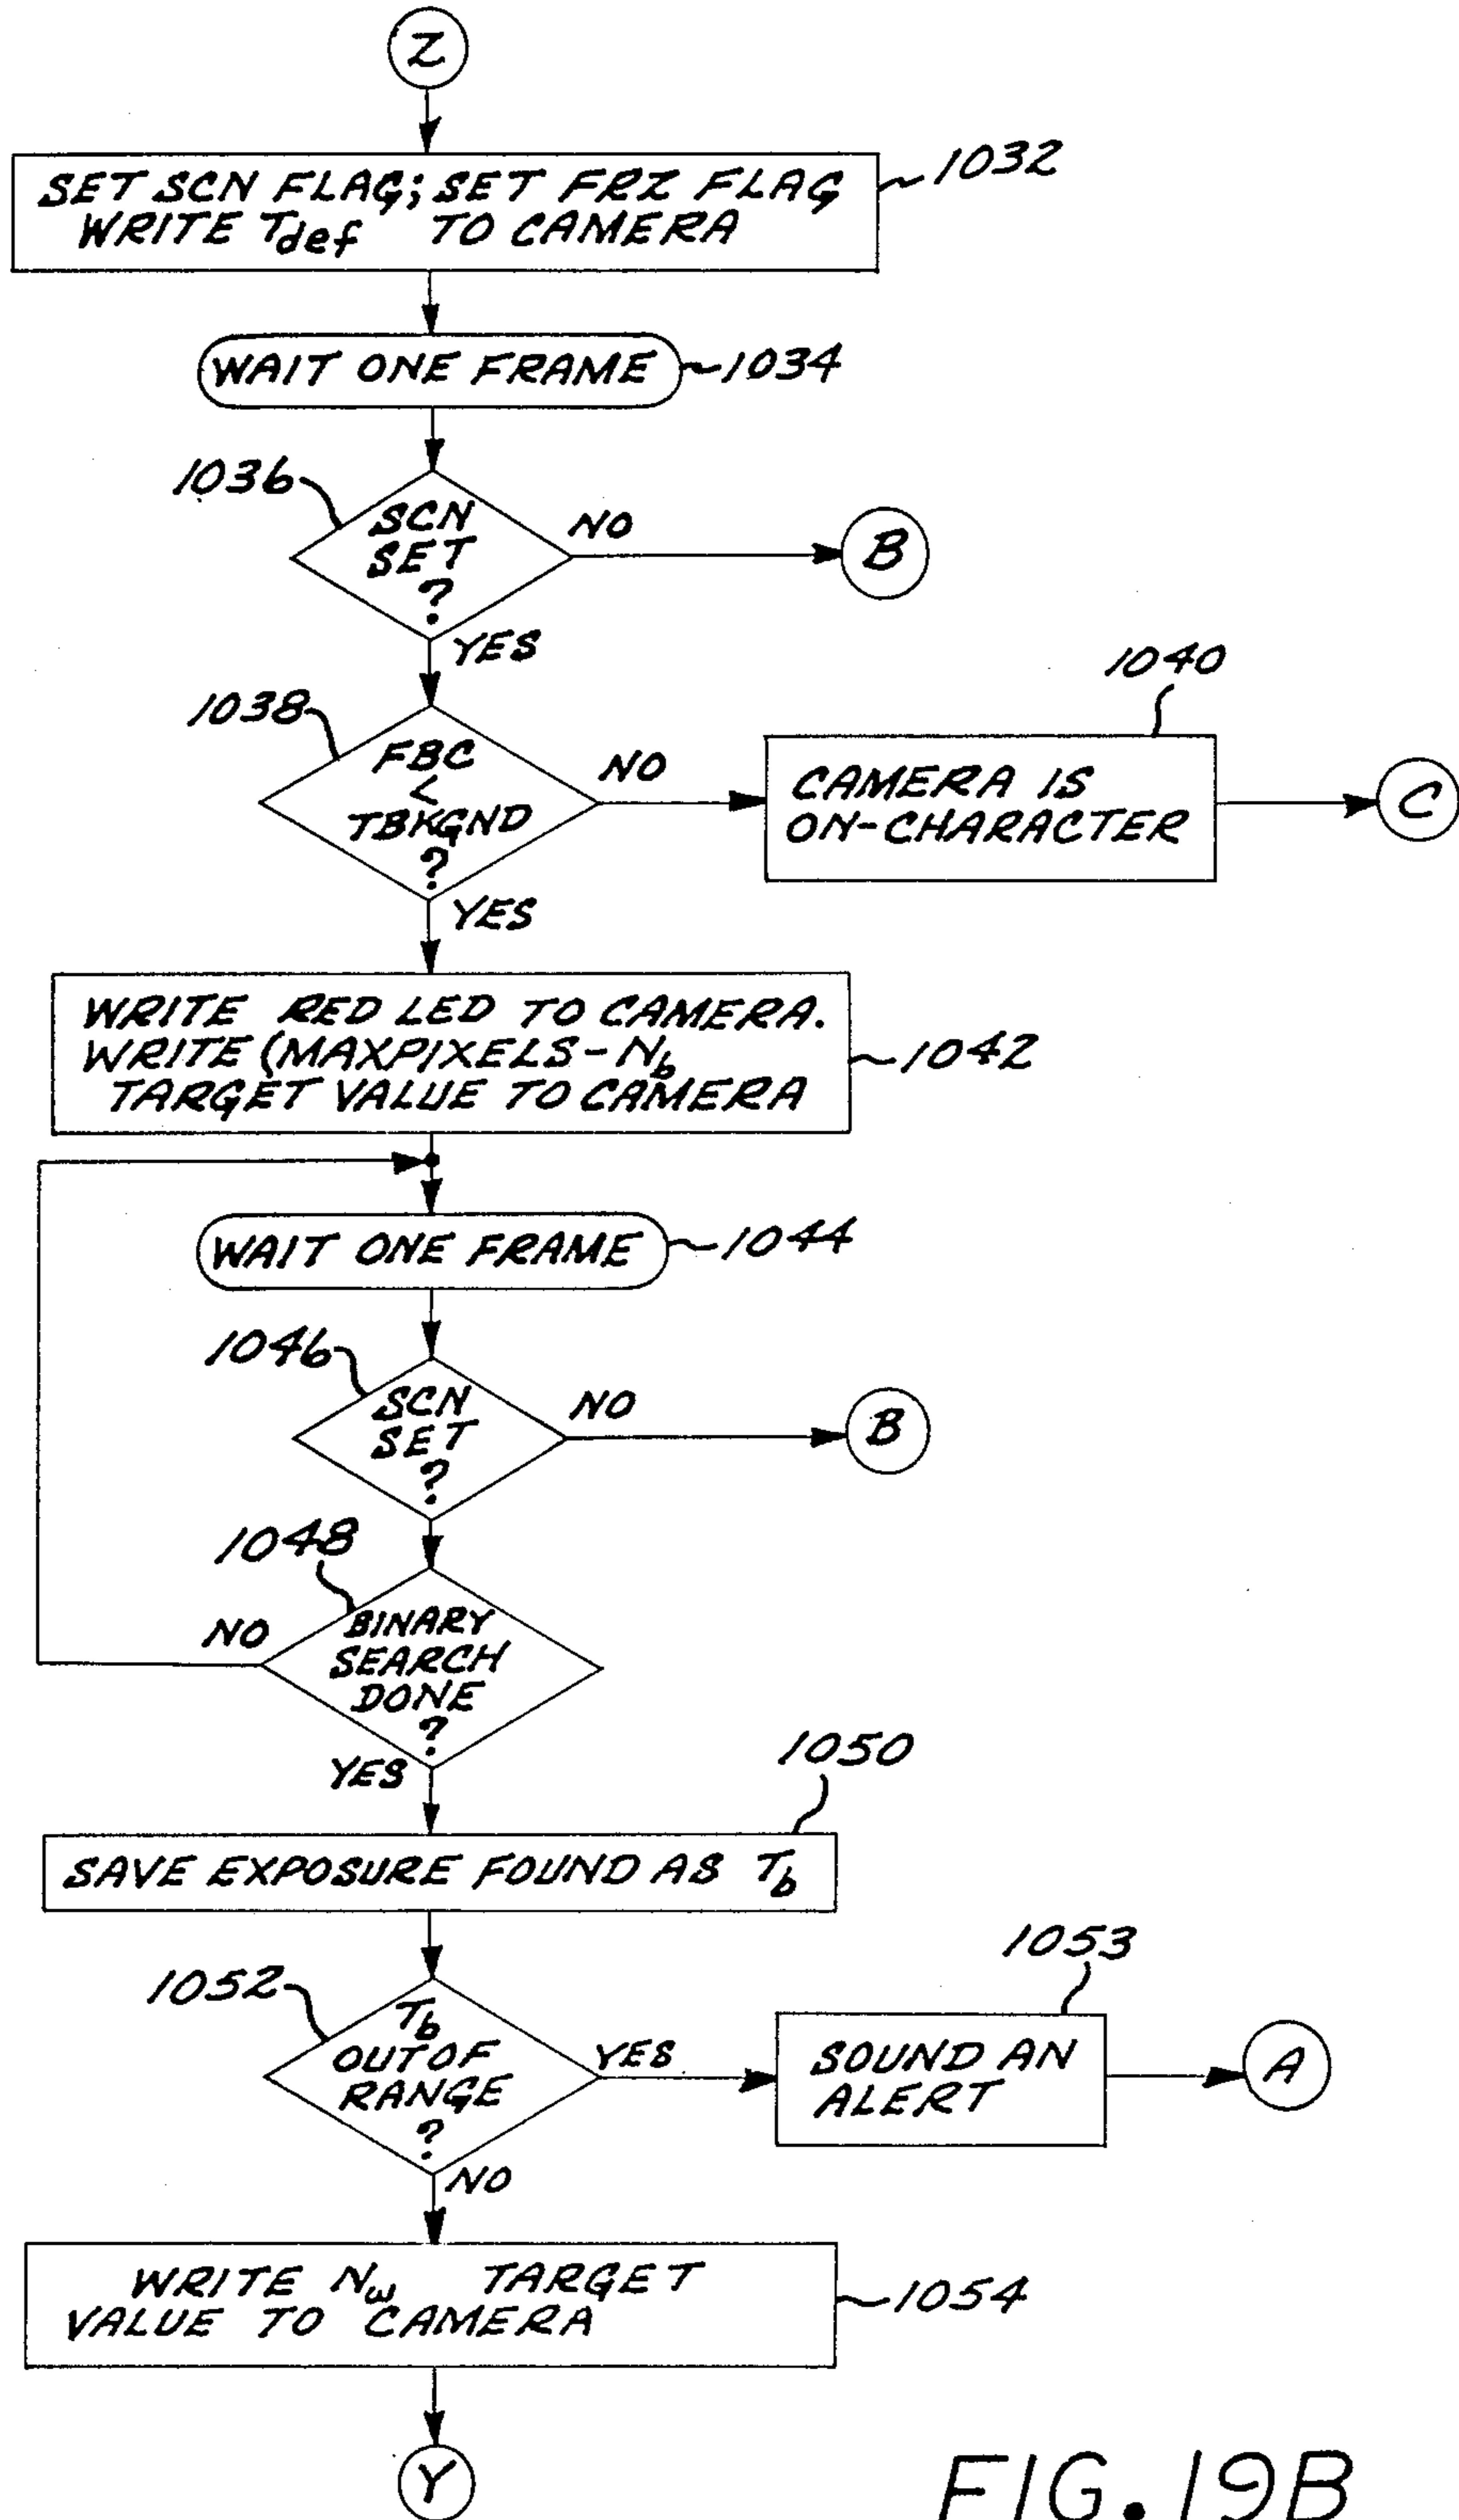 Z
SET SCN FLAG; SET FRZ FLAG
WRITE Tdef TO CAMERA
1032
WAIT ONE FRAME
1034
1036
SCN
SET
?
NO
B
YES
1038
FBC
<
TBKGND
?
NO
1040
CAMERA IS
ON-CHARACTER
C
YES
WRITE RED LED TO CAMERA.
WRITE (MAXPIXELS-Nb
TARGET VALUE TO CAMERA
1042
WAIT ONE FRAME
1044
1046
SCN
SET
?
NO
B
1048
BINARY
SEARCH
DONE
?
NO
YES
1050
SAVE EXPOSURE FOUND AS Tb
1052
Tb
OUT OF
RANGE
?
YES
1053
SOUND AN
ALERT
A
NO
WRITE Nw TARGET
VALUE TO CAMERA
1054
Y
FIG. 19B